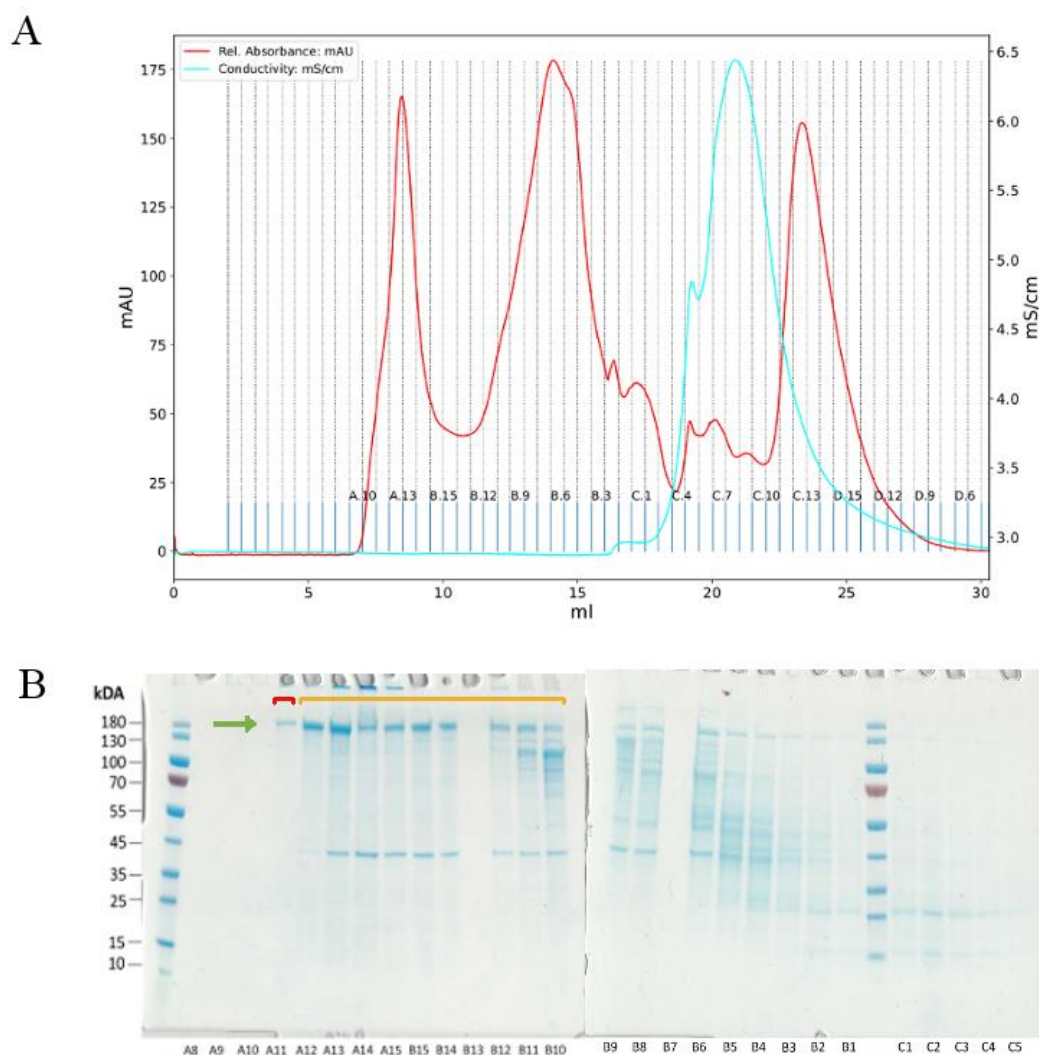 A
Rel. Absorbance: mAU
Conductivity: mS/cm
175
150
125
100
75
50
25
0
mAU
6.5
6.0
5.5
5.0
4.5
4.0
3.5
3.0
mS/cm
A.10 A.13 B.15 B.12 B.9 B.6 B.3 C.1 C.4 C.7 C.10 C.13 D.15 D.12 D.9 D.6
0 5 10 15 20 25 30
ml
B
kDA
180
130
100
70
55
45
35
25
15
10
A8 A9 A10 A11 A12 A13 A14 A15 B15 B14 B13 B12 B11 B10 B9 B8 B7 B6 B5 B4 B3 B2 B1 C1 C2 C3 C4 C5